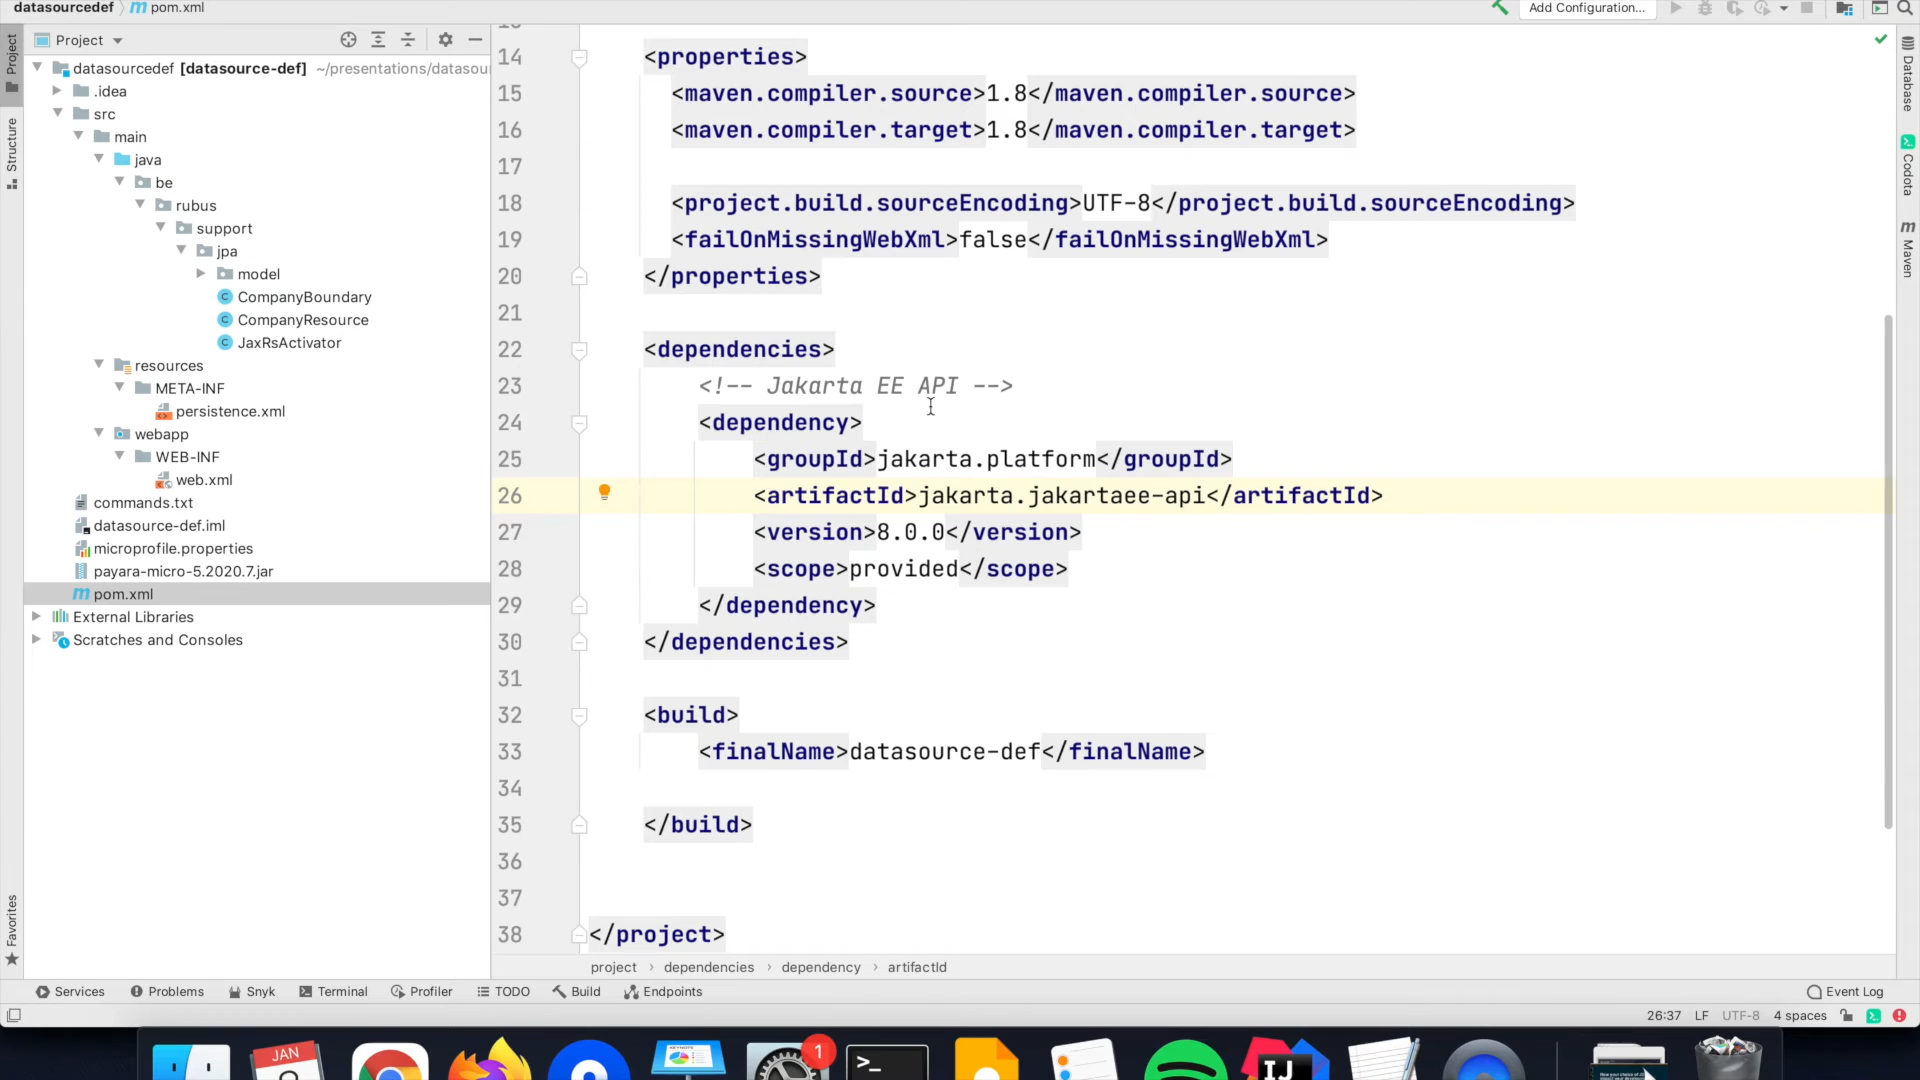 datasourcedef
pom.xml
Add Configuration...
Project
Project
Structure
Favorites
datasourcedef [datasource-def] ~/presentations/datasou
.idea
src
main
java
be
rubus
support
jpa
model
CompanyBoundary
CompanyResource
JaxRsActivator
resources
META-INF
persistence.xml
webapp
WEB-INF
web.xml
commands.txt
datasource-def.iml
microprofile.properties
payara-micro-5.2020.7.jar
pom.xml
External Libraries
Scratches and Consoles
14 <properties>
15 <maven.compiler.source>1.8</maven.compiler.source>
16 <maven.compiler.target>1.8</maven.compiler.target>
17
18 <project.build.sourceEncoding>UTF-8</project.build.sourceEncoding>
19 <failOnMissingWebXml>false</failOnMissingWebXml>
20 </properties>
21
22 <dependencies>
23 <!-- Jakarta EE API -->
24 <dependency>
25 <groupId>jakarta.platform</groupId>
26 <artifactId>jakarta.jakartaee-api</artifactId>
27 <version>8.0.0</version>
28 <scope>provided</scope>
29 </dependency>
30 </dependencies>
31
32 <build>
33 <finalName>datasource-def</finalName>
34
35 </build>
36
37
38 </project>
project › dependencies › dependency › artifactId
Database
Codota
Maven
Services
Problems
Snyk
Terminal
Profiler
TODO
Build
Endpoints
Event Log
26:37 LF UTF-8 4 spaces
JAN
1
>_
IJ